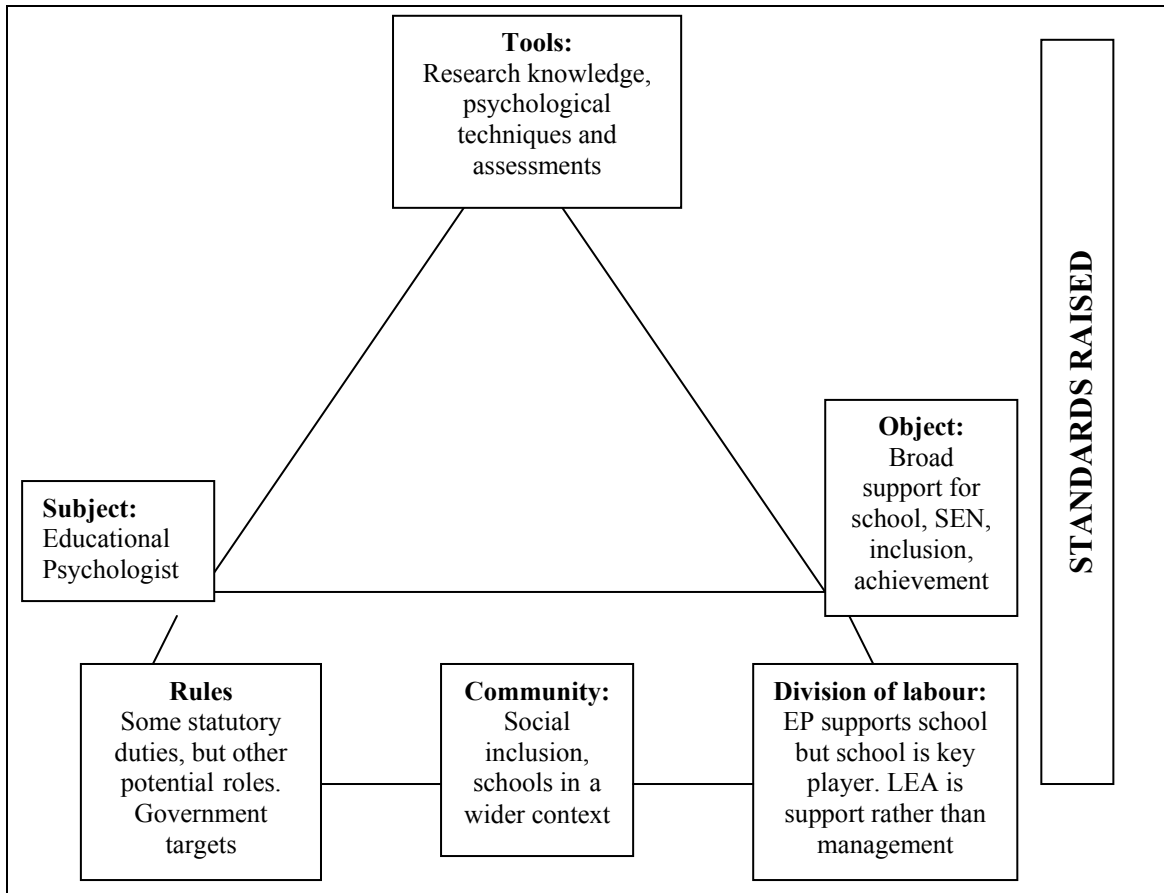 Tools:
Research knowledge,
psychological
techniques and
assessments
STANDARDS RAISED
Object:
Broad
support for
school, SEN,
inclusion,
achievement
Subject:
Educational
Psychologist
Rules
Some statutory
duties, but other
potential roles.
Government
targets
Community:
Social
inclusion,
schools in a
wider context
Division of labour:
EP supports school
but school is key
player. LEA is
support rather than
management